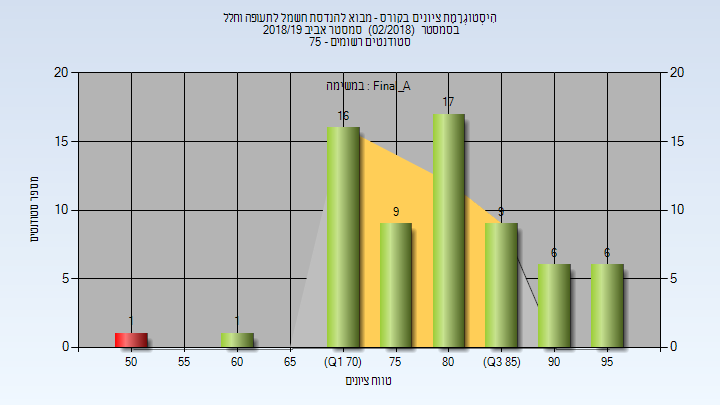 הִיסְטוֹגְרָמַת ציונים בקורס - מבוא להנדסת חשמל לתעופה וחלל
בסמסטר (02/2018) סמסטר אביב 2018/19
סטודנטים רשומים - 75
במשימה : Final_A
20 20
15 15
10 10
5 5
0 0
1 1 16 9 17 9 6 6
מספר סטודנטים
50 55 60 65 (Q1 70) 75 80 (Q3 85) 90 95
טווח ציונים